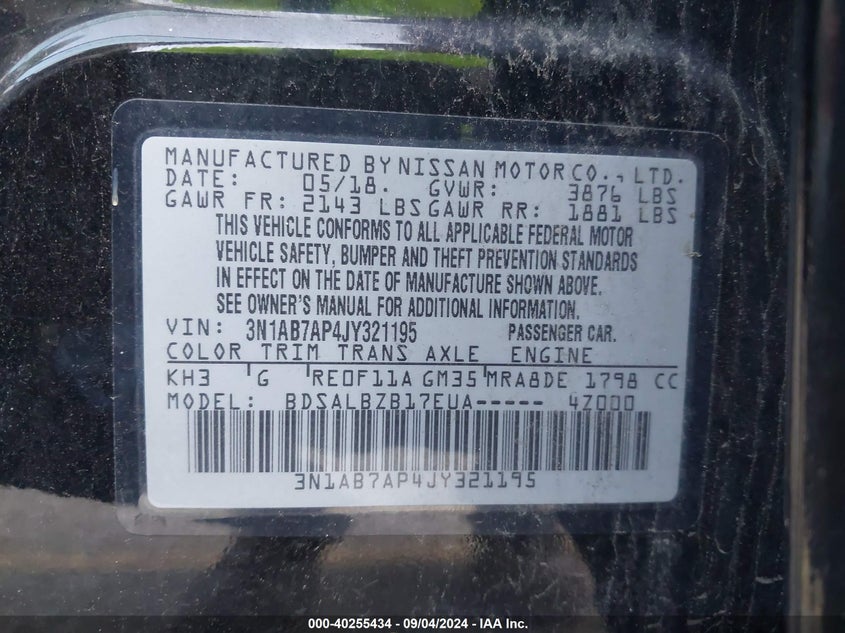 MANUFACTURED BY NISSAN MOTOR CO., LTD.
DATE: 05/18. GVWR: 3876 LBS
GAWR FR: 2143 LBS GAWR RR: 1881 LBS
THIS VEHICLE CONFORMS TO ALL APPLICABLE FEDERAL MOTOR
VEHICLE SAFETY, BUMPER AND THEFT PREVENTION STANDARDS
IN EFFECT ON THE DATE OF MANUFACTURE SHOWN ABOVE.
SEE OWNER'S MANUAL FOR ADDITIONAL INFORMATION.
VIN: 3N1AB7AP4JY321195 PASSENGER CAR.
COLOR TRIM TRANS AXLE ENGINE
KH3 G RE0F11A GM35 MRA8DE 1798 CC
MODEL: BDSALBZB17EUA----- 4Z000
3N1AB7AP4JY321195
000-40255434 - 09/04/2024 - IAA Inc.